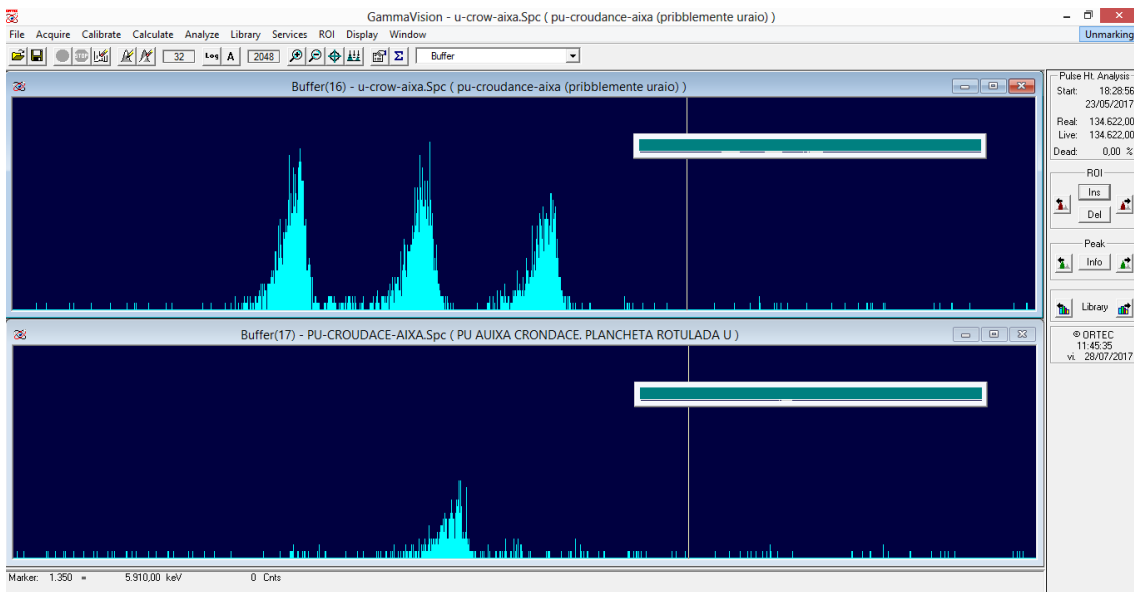 GammaVision - u-crow-aixa.Spc ( pu-croudance-aixa (pribblemente uraio) )
File Acquire Calibrate Calculate Analyze Library Services ROI Display Window
Unmarking
32 Log A 2048 Σ Buffer
Buffer(16) - u-crow-aixa.Spc ( pu-croudance-aixa (pribblemente uraio) )
Pulse Ht. Analysis
Start: 18:28:56
23/05/2017
Real: 134.622,00
Live: 134.622,00
Dead: 0,00 %
ROI
Ins
Del
Peak
Info
Library
Buffer(17) - PU-CROUDACE-AIXA.Spc ( PU AUIXA CRONDACE. PLANCHETA ROTULADA U )
© ORTEC
11:45:35
vi. 28/07/2017
Marker: 1.350 = 5.910,00 keV 0 Cnts